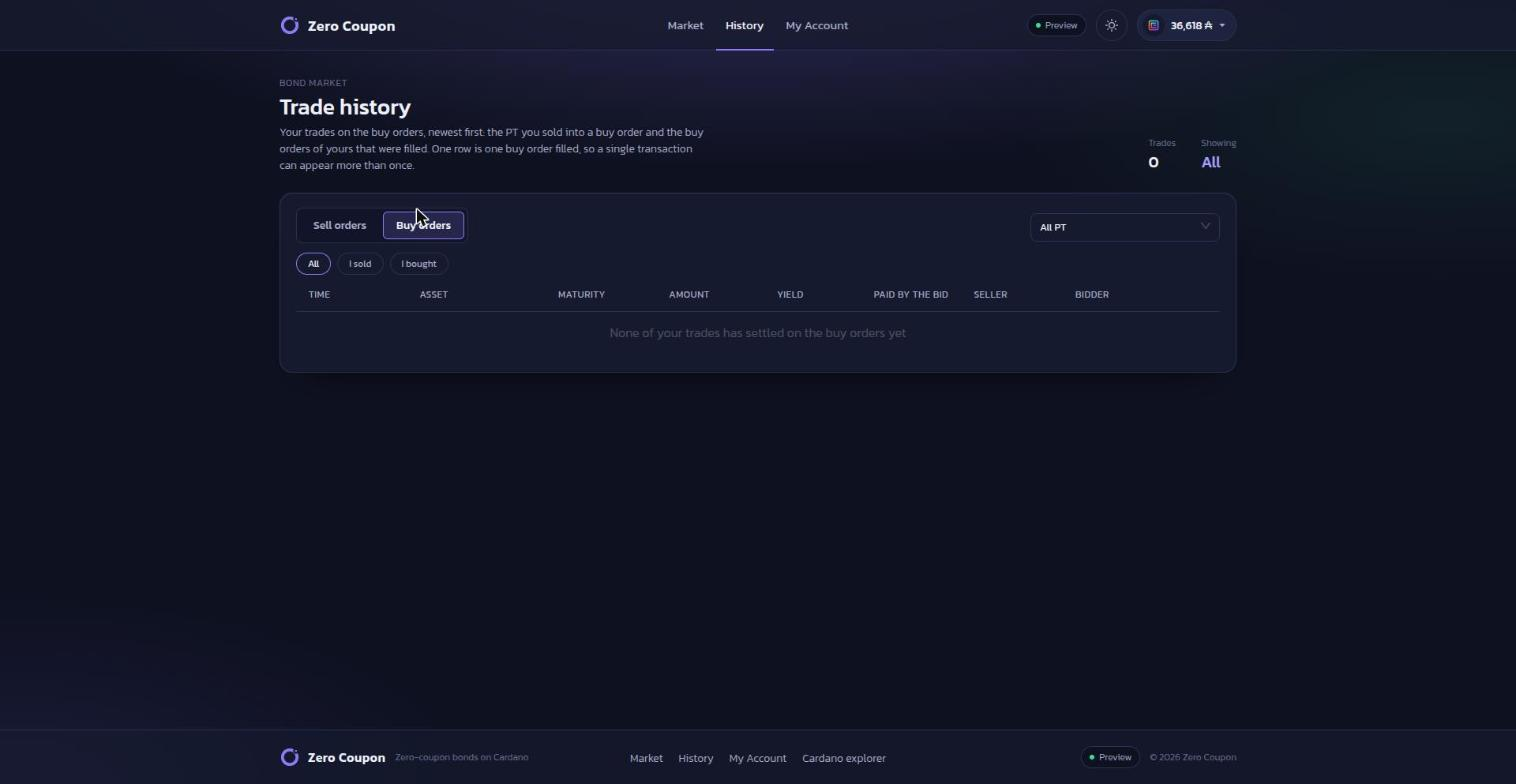 Zero Coupon
Market
History
My Account
Preview
36,618 ₳
BOND MARKET
Trade history
Your trades on the buy orders, newest first: the PT you sold into a buy order and the buy
orders of yours that were filled. One row is one buy order filled, so a single transaction
can appear more than once.
Trades
Showing
0
All
Sell orders
Buy orders
All PT
All
I sold
I bought
TIME
ASSET
MATURITY
AMOUNT
YIELD
PAID BY THE BID
SELLER
BIDDER
None of your trades has settled on the buy orders yet
Zero Coupon
Zero-coupon bonds on Cardano
Market
History
My Account
Cardano explorer
Preview
© 2026 Zero Coupon